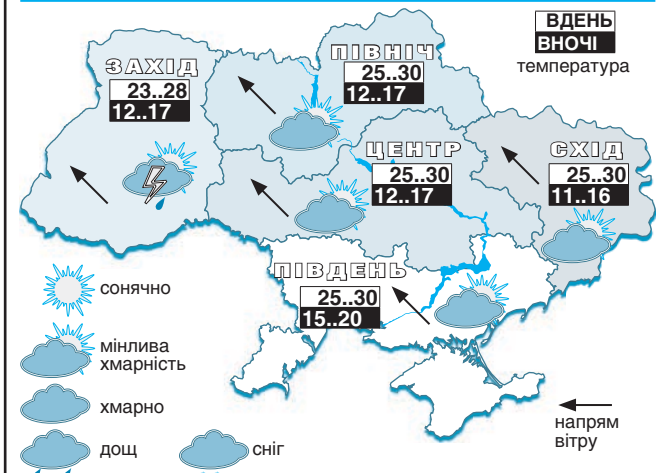 ВДЕНЬ
ВНОЧІ
температура
ПІВНІЧ
25..30
12..17
ЗАХІД
23..28
12..17
ЦЕНТР
25..30
12..17
СХІД
25..30
11..16
ПІВДЕНЬ
25..30
15..20
сонячно
мінлива
хмарність
хмарно
дощ
сніг
напрям
вітру